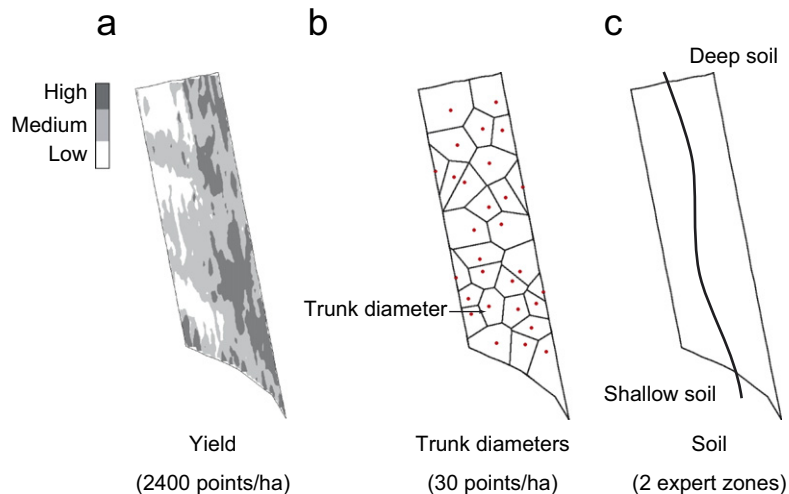 a
b
c
High
Medium
Low
Deep soil
Trunk diameter
Shallow soil
Yield
Trunk diameters
Soil
(2400 points/ha)
(30 points/ha)
(2 expert zones)